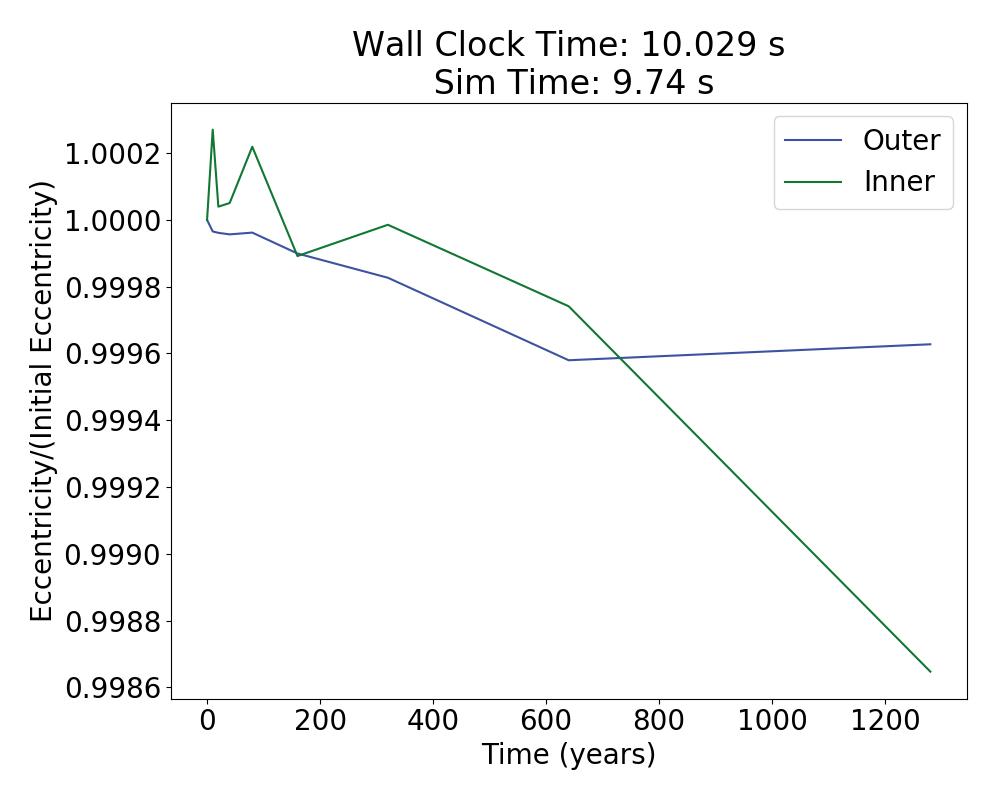 Wall Clock Time: 10.029 s
Sim Time: 9.74 s
Outer
Inner
1.0002
1.0000
0.9998
0.9996
0.9994
0.9992
0.9990
0.9988
0.9986
Eccentricity/(Initial Eccentricity)
0 200 400 600 800 1000 1200
Time (years)